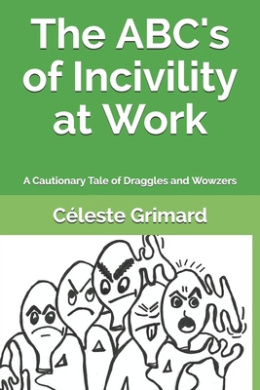 The ABC's
of Incivility
at Work
A Cautionary Tale of Draggles and Wowzers
Céleste Grimard